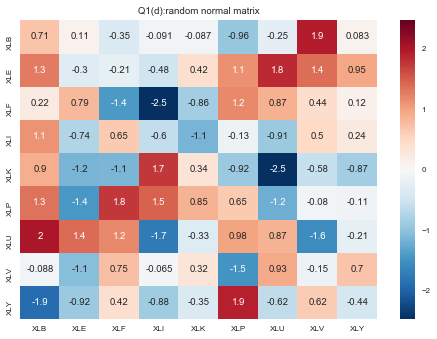 Q1(d):random normal matrix
XLB 0.71 0.11 -0.35 -0.091 -0.087 -0.96 -0.25 1.9 0.083
XLE 1.3 -0.3 -0.21 -0.48 0.42 1.1 1.8 1.4 0.95
XLF 0.22 0.79 -1.4 -2.5 -0.86 1.2 0.87 0.44 0.12
XLI 1.1 -0.74 0.65 -0.6 -1.1 -0.13 -0.91 0.5 0.24
XLK 0.9 -1.2 -1.1 1.7 0.34 -0.92 -2.5 -0.58 -0.87
XLP 1.3 -1.4 1.8 1.5 0.85 0.65 -1.2 -0.08 -0.11
XLU 2 1.4 1.2 -1.7 -0.33 0.98 0.87 -1.6 -0.21
XLV -0.088 -1.1 0.75 -0.065 0.32 -1.5 0.93 -0.15 0.7
XLY -1.9 -0.92 0.42 -0.88 -0.35 1.9 -0.62 0.62 -0.44
XLB XLE XLF XLI XLK XLP XLU XLV XLY
2
1
0
−1
−2